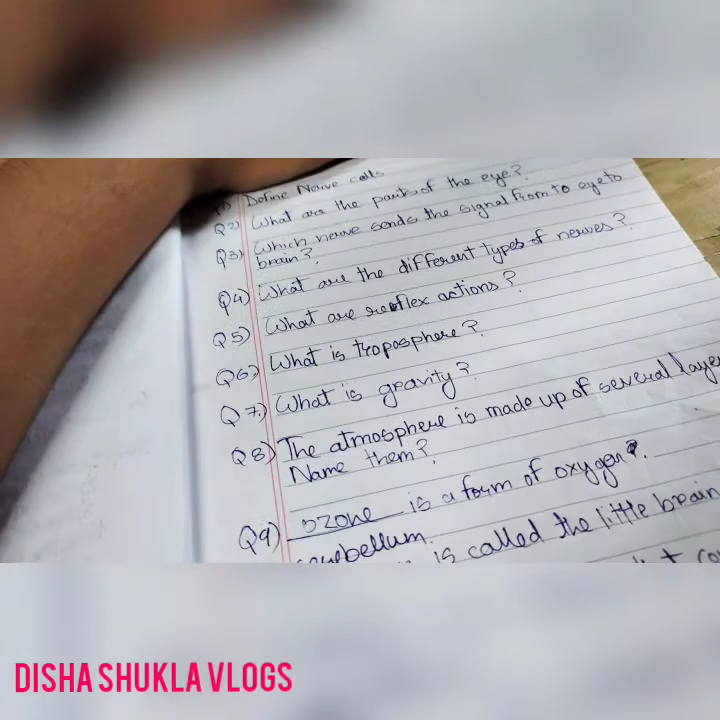 Q1) Define Nerve cells
Q2) What are the parts of the eye?
Q3) Which nerve sends the signal from to eye to
brain?
Q4) What are the different types of nerves?
Q5) What are reflex actions?
Q6) What is troposphere?
Q7.) What is gravity?
Q8) The atmosphere is made up of several layer
Name them?
Q9) ozone is a form of oxygen.
cerebellum
is called the little brain
DISHA SHUKLA VLOGS